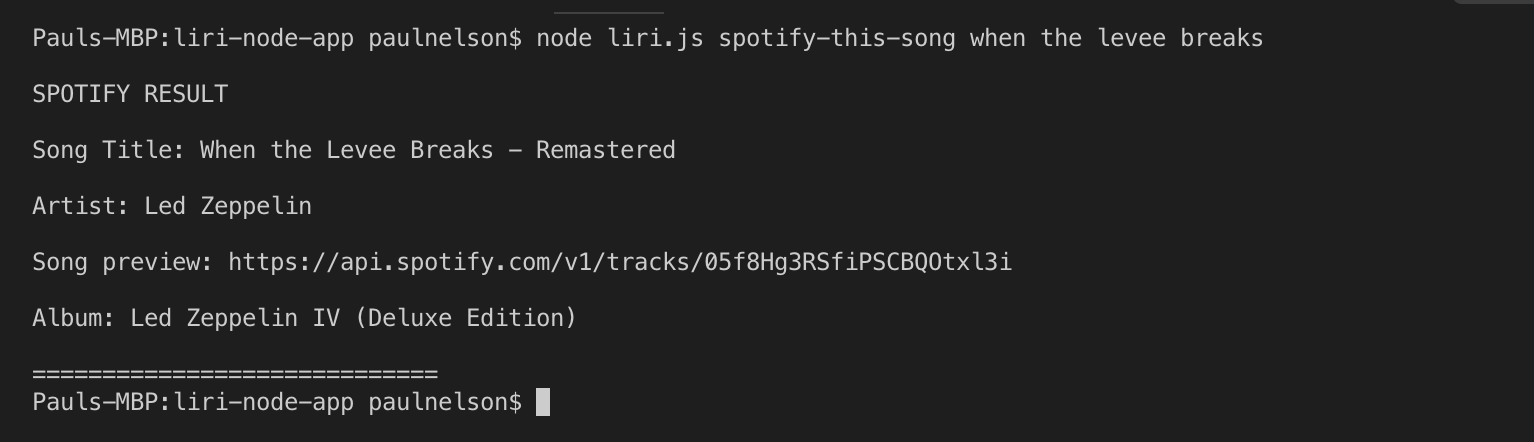 Pauls-MBP:liri-node-app paulnelson$ node liri.js spotify-this-song when the levee breaks
SPOTIFY RESULT
Song Title: When the Levee Breaks - Remastered
Artist: Led Zeppelin
Song preview: https://api.spotify.com/v1/tracks/05f8Hg3RSfiPSCBQOtxl3i
Album: Led Zeppelin IV (Deluxe Edition)
=============================
Pauls-MBP:liri-node-app paulnelson$